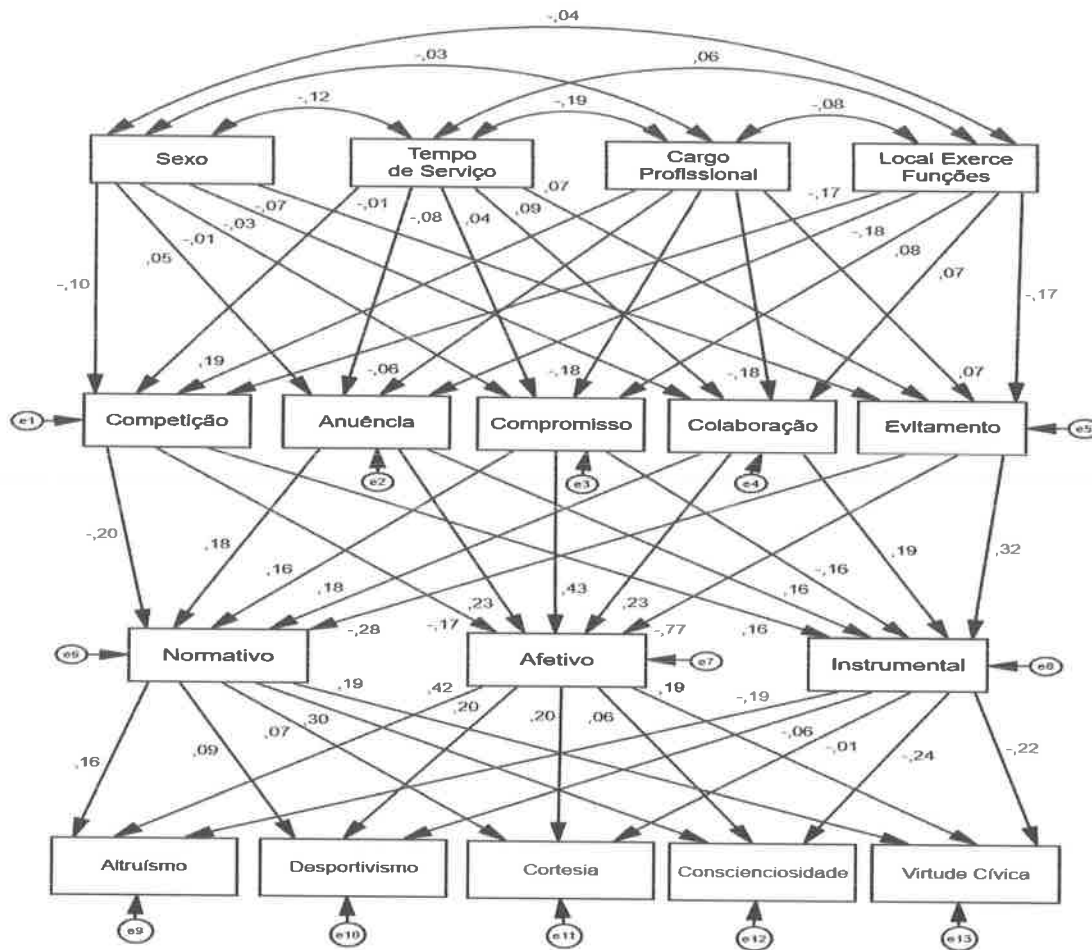 -,04
-,03
,06
-,12
-,19
-,08
Sexo
Tempo
de Serviço
Cargo
Profissional
Local Exerce
Funções
-,07
-,01
,07
-,17
-,03
-,08
,04
,09
-,18
-,01
,05
,08
,07
-,10
-,17
,19
-,06
-,18
-,18
,07
e1
Competição
Anuência
Compromisso
Colaboração
Evitamento
e5
e2
e3
e4
-,20
,18
,16
,18
,43
-,16
,19
,32
,16
,23
,23
-,28
-,17
-,77
,16
e6
Normativo
Afetivo
e7
Instrumental
e8
,19
,42
,19
-,19
,16
,09
,07
,30
,20
,20
,06
-,06
-,01
-,24
-,22
Altruísmo
Desportivismo
Cortesia
Conscienciosidade
Virtude Cívica
e9
e10
e11
e12
e13